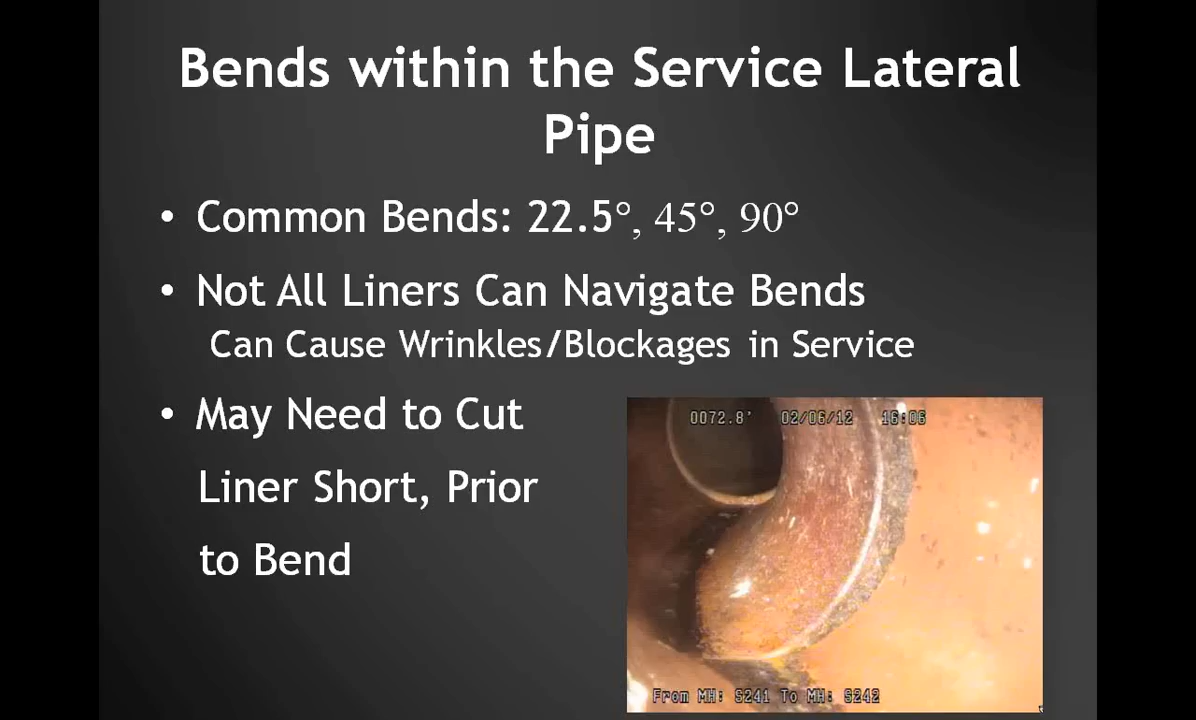 Bends within the Service Lateral
Pipe
• Common Bends: 22.5°, 45°, 90°
• Not All Liners Can Navigate Bends
Can Cause Wrinkles/Blockages in Service
• May Need to Cut
Liner Short, Prior
to Bend
0072.8' 02/06/12 16:06
From MH: S241 To MH: S242